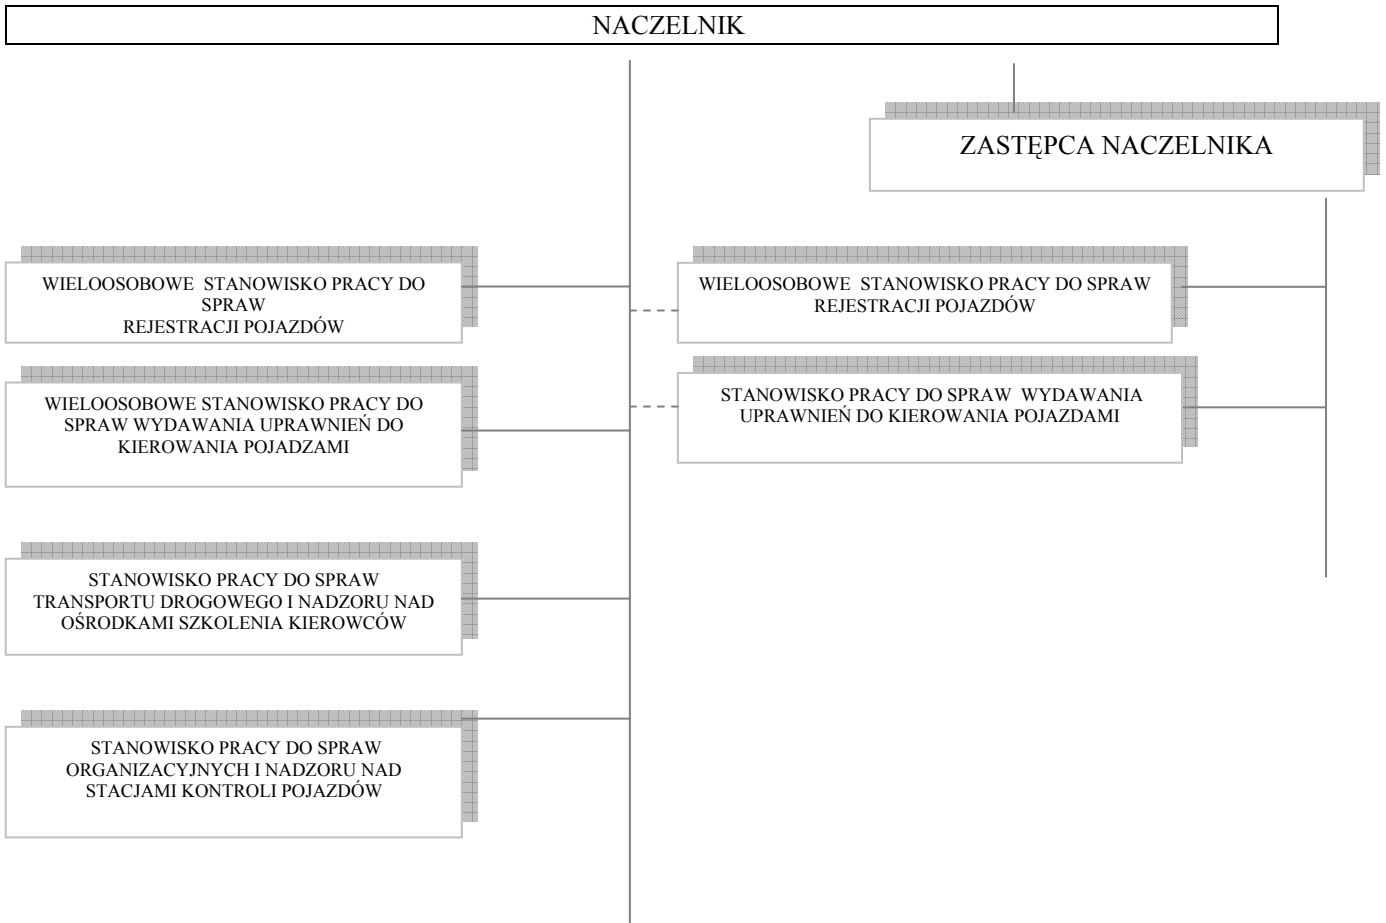 NACZELNIK
ZASTĘPCA NACZELNIKA
WIELOOSOBOWE STANOWISKO PRACY DO
SPRAW
REJESTRACJI POJAZDÓW
WIELOOSOBOWE STANOWISKO PRACY DO SPRAW
REJESTRACJI POJAZDÓW
WIELOOSOBOWE STANOWISKO PRACY DO
SPRAW WYDAWANIA UPRAWNIEŃ DO
KIEROWANIA POJADZAMI
STANOWISKO PRACY DO SPRAW WYDAWANIA
UPRAWNIEŃ DO KIEROWANIA POJAZDAMI
STANOWISKO PRACY DO SPRAW
TRANSPORTU DROGOWEGO I NADZORU NAD
OŚRODKAMI SZKOLENIA KIEROWCÓW
STANOWISKO PRACY DO SPRAW
ORGANIZACYJNYCH I NADZORU NAD
STACJAMI KONTROLI POJAZDÓW